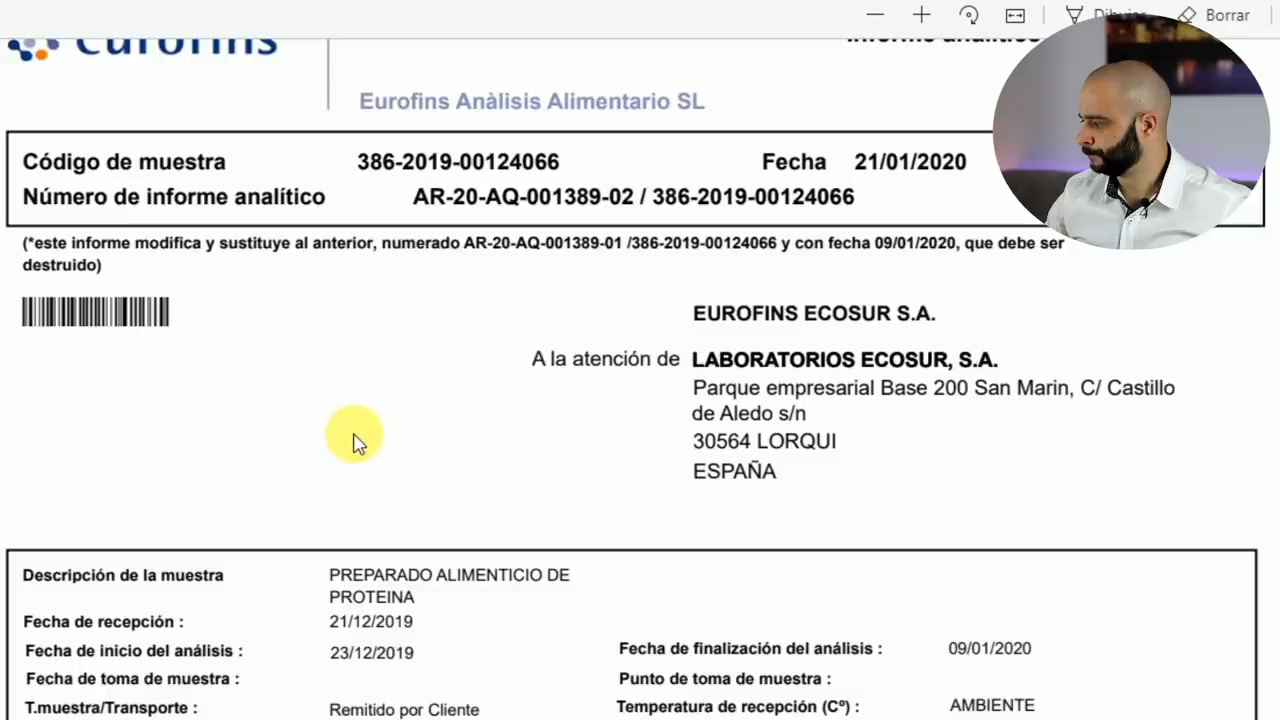 Dibujar
Borrar
eurofins
Informe analítico
Eurofins Anàlisis Alimentario SL
Código de muestra 386-2019-00124066 Fecha 21/01/2020
Número de informe analítico AR-20-AQ-001389-02 / 386-2019-00124066
(*este informe modifica y sustituye al anterior, numerado AR-20-AQ-001389-01 /386-2019-00124066 y con fecha 09/01/2020, que debe ser
destruido)
EUROFINS ECOSUR S.A.
A la atención de LABORATORIOS ECOSUR, S.A.
Parque empresarial Base 200 San Marin, C/ Castillo
de Aledo s/n
30564 LORQUI
ESPAÑA
Descripción de la muestra PREPARADO ALIMENTICIO DE
PROTEINA
Fecha de recepción : 21/12/2019
Fecha de inicio del análisis : 23/12/2019 Fecha de finalización del análisis : 09/01/2020
Fecha de toma de muestra : Punto de toma de muestra :
T.muestra/Transporte : Remitido por Cliente Temperatura de recepción (Cº) : AMBIENTE